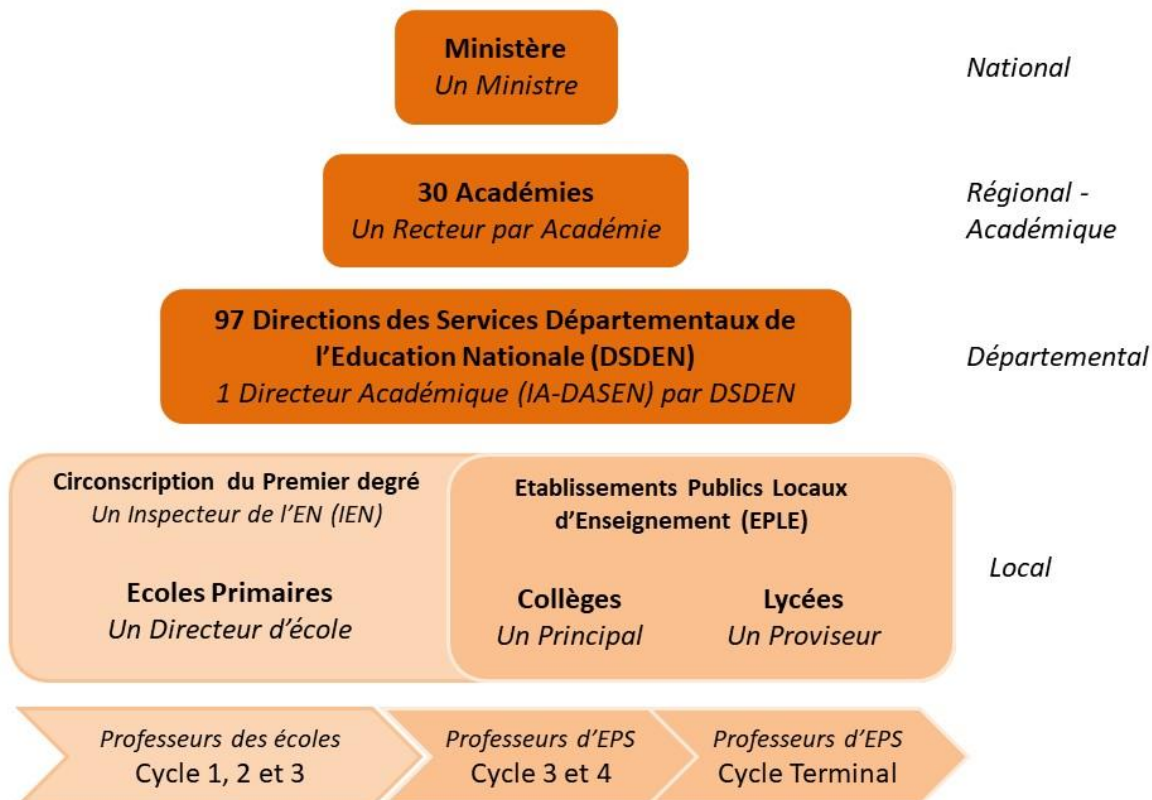 Ministère
Un Ministre
National
30 Académies
Un Recteur par Académie
Régional -
Académique
97 Directions des Services Départementaux de
l'Education Nationale (DSDEN)
1 Directeur Académique (IA-DASEN) par DSDEN
Départemental
Circonscription du Premier degré
Un Inspecteur de l'EN (IEN)
Ecoles Primaires
Un Directeur d'école
Etablissements Publics Locaux
d'Enseignement (EPLE)
Collèges
Un Principal
Lycées
Un Proviseur
Local
Professeurs des écoles
Cycle 1, 2 et 3
Professeurs d'EPS
Cycle 3 et 4
Professeurs d'EPS
Cycle Terminal